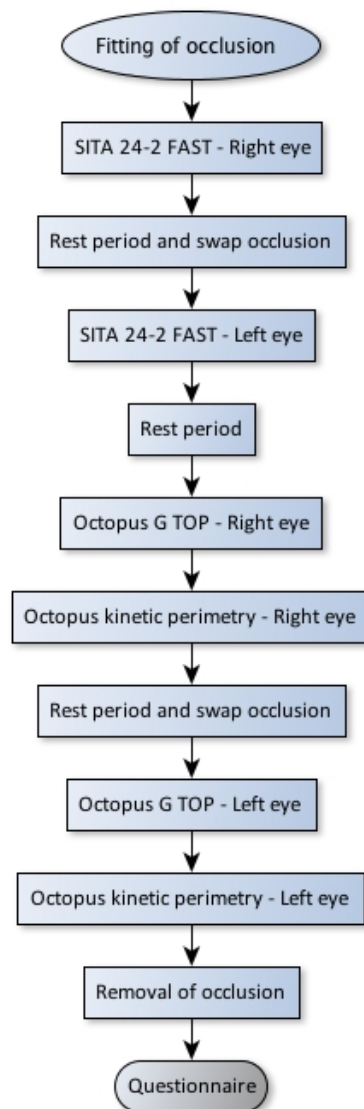 Fitting of occlusion
SITA 24-2 FAST - Right eye
Rest period and swap occlusion
SITA 24-2 FAST - Left eye
Rest period
Octopus G TOP - Right eye
Octopus kinetic perimetry - Right eye
Rest period and swap occlusion
Octopus G TOP - Left eye
Octopus kinetic perimetry - Left eye
Removal of occlusion
Questionnaire